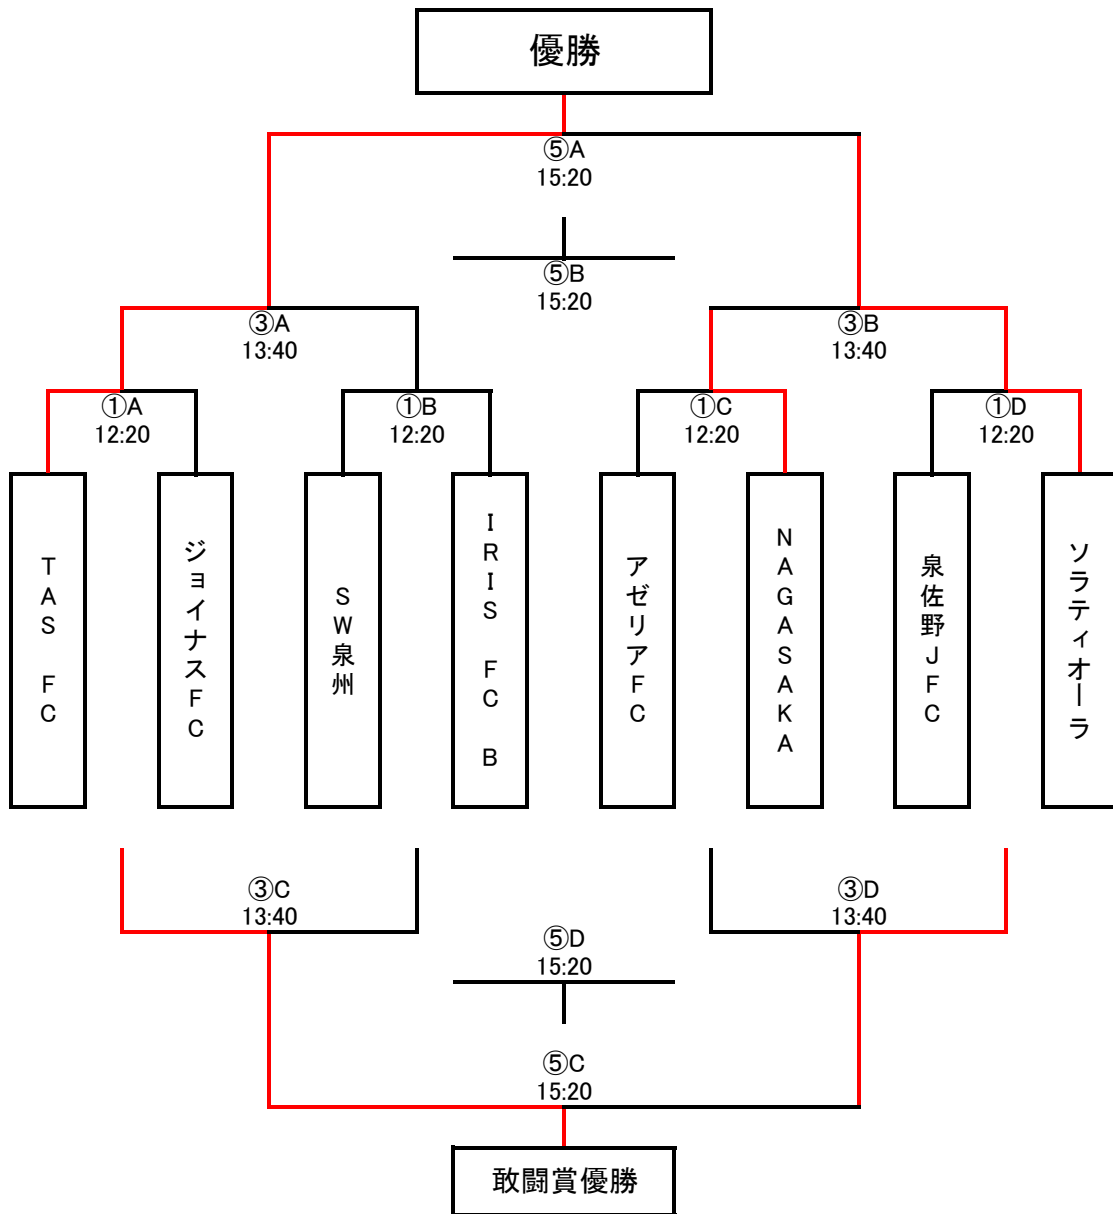 優勝
⑤A
15:20
⑤B
15:20
③A
13:40
③B
13:40
①A
12:20
①B
12:20
①C
12:20
①D
12:20
TAS FC
ジョイナスFC
SW泉州
IRIS FC B
アゼリアFC
NAGASAKA
泉佐野JFC
ソラティオーラ
③C
13:40
③D
13:40
⑤D
15:20
⑤C
15:20
敢闘賞優勝